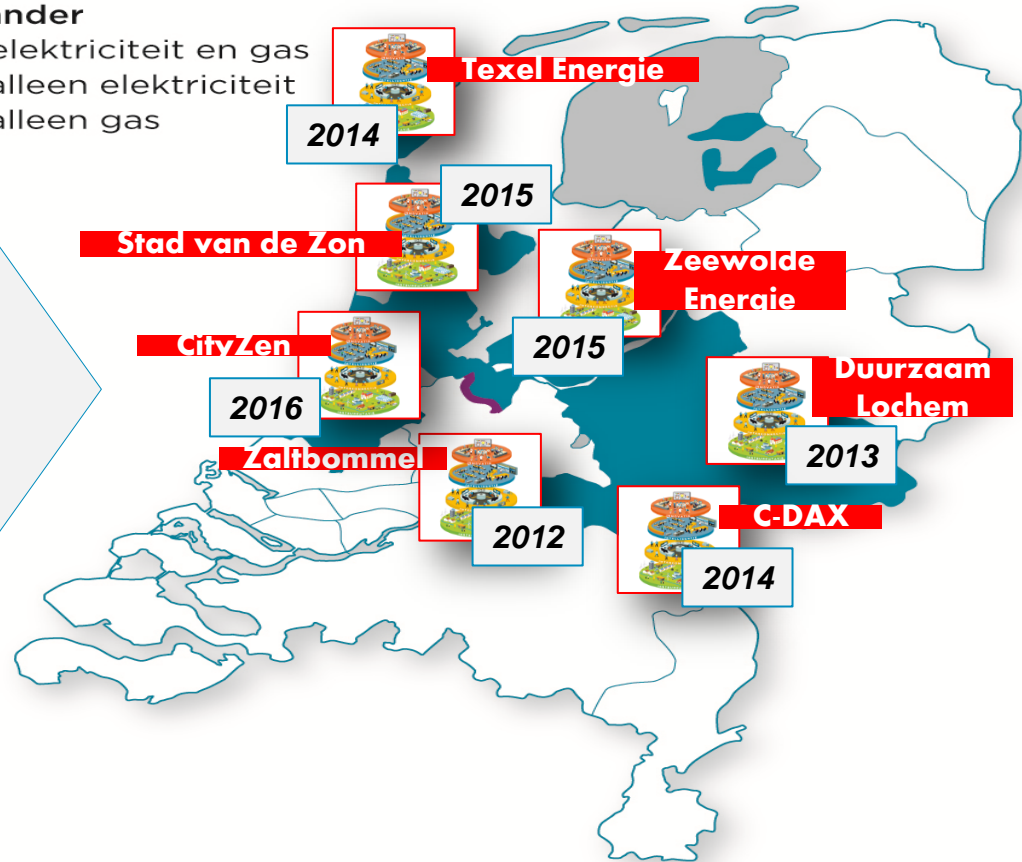 ander
elektriciteit en gas
alleen elektriciteit
alleen gas
Texel Energie
2014
2015
Stad van de Zon
Zeewolde
Energie
2015
CityZen
2016
Duurzaam
Lochem
2013
Zaltbommel
2012
C-DAX
2014